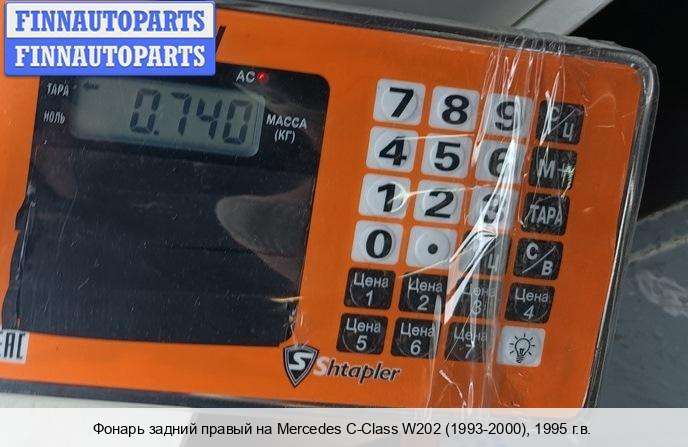 FINNAUTOPARTS
FINNAUTOPARTS
AC
ТАРА
0.740
НОЛЬ
МАССА
(КГ)
7 8 9 С/Ц
4 5 6 М+
1 2 3 ТАРА
0 • Ц С/В
Цена 1
Цена 2
Цена 3
Цена 4
Цена 5
Цена 6
Цена 7
EAC
Shtapler
Фонарь задний правый на Mercedes C-Class W202 (1993-2000), 1995 г.в.